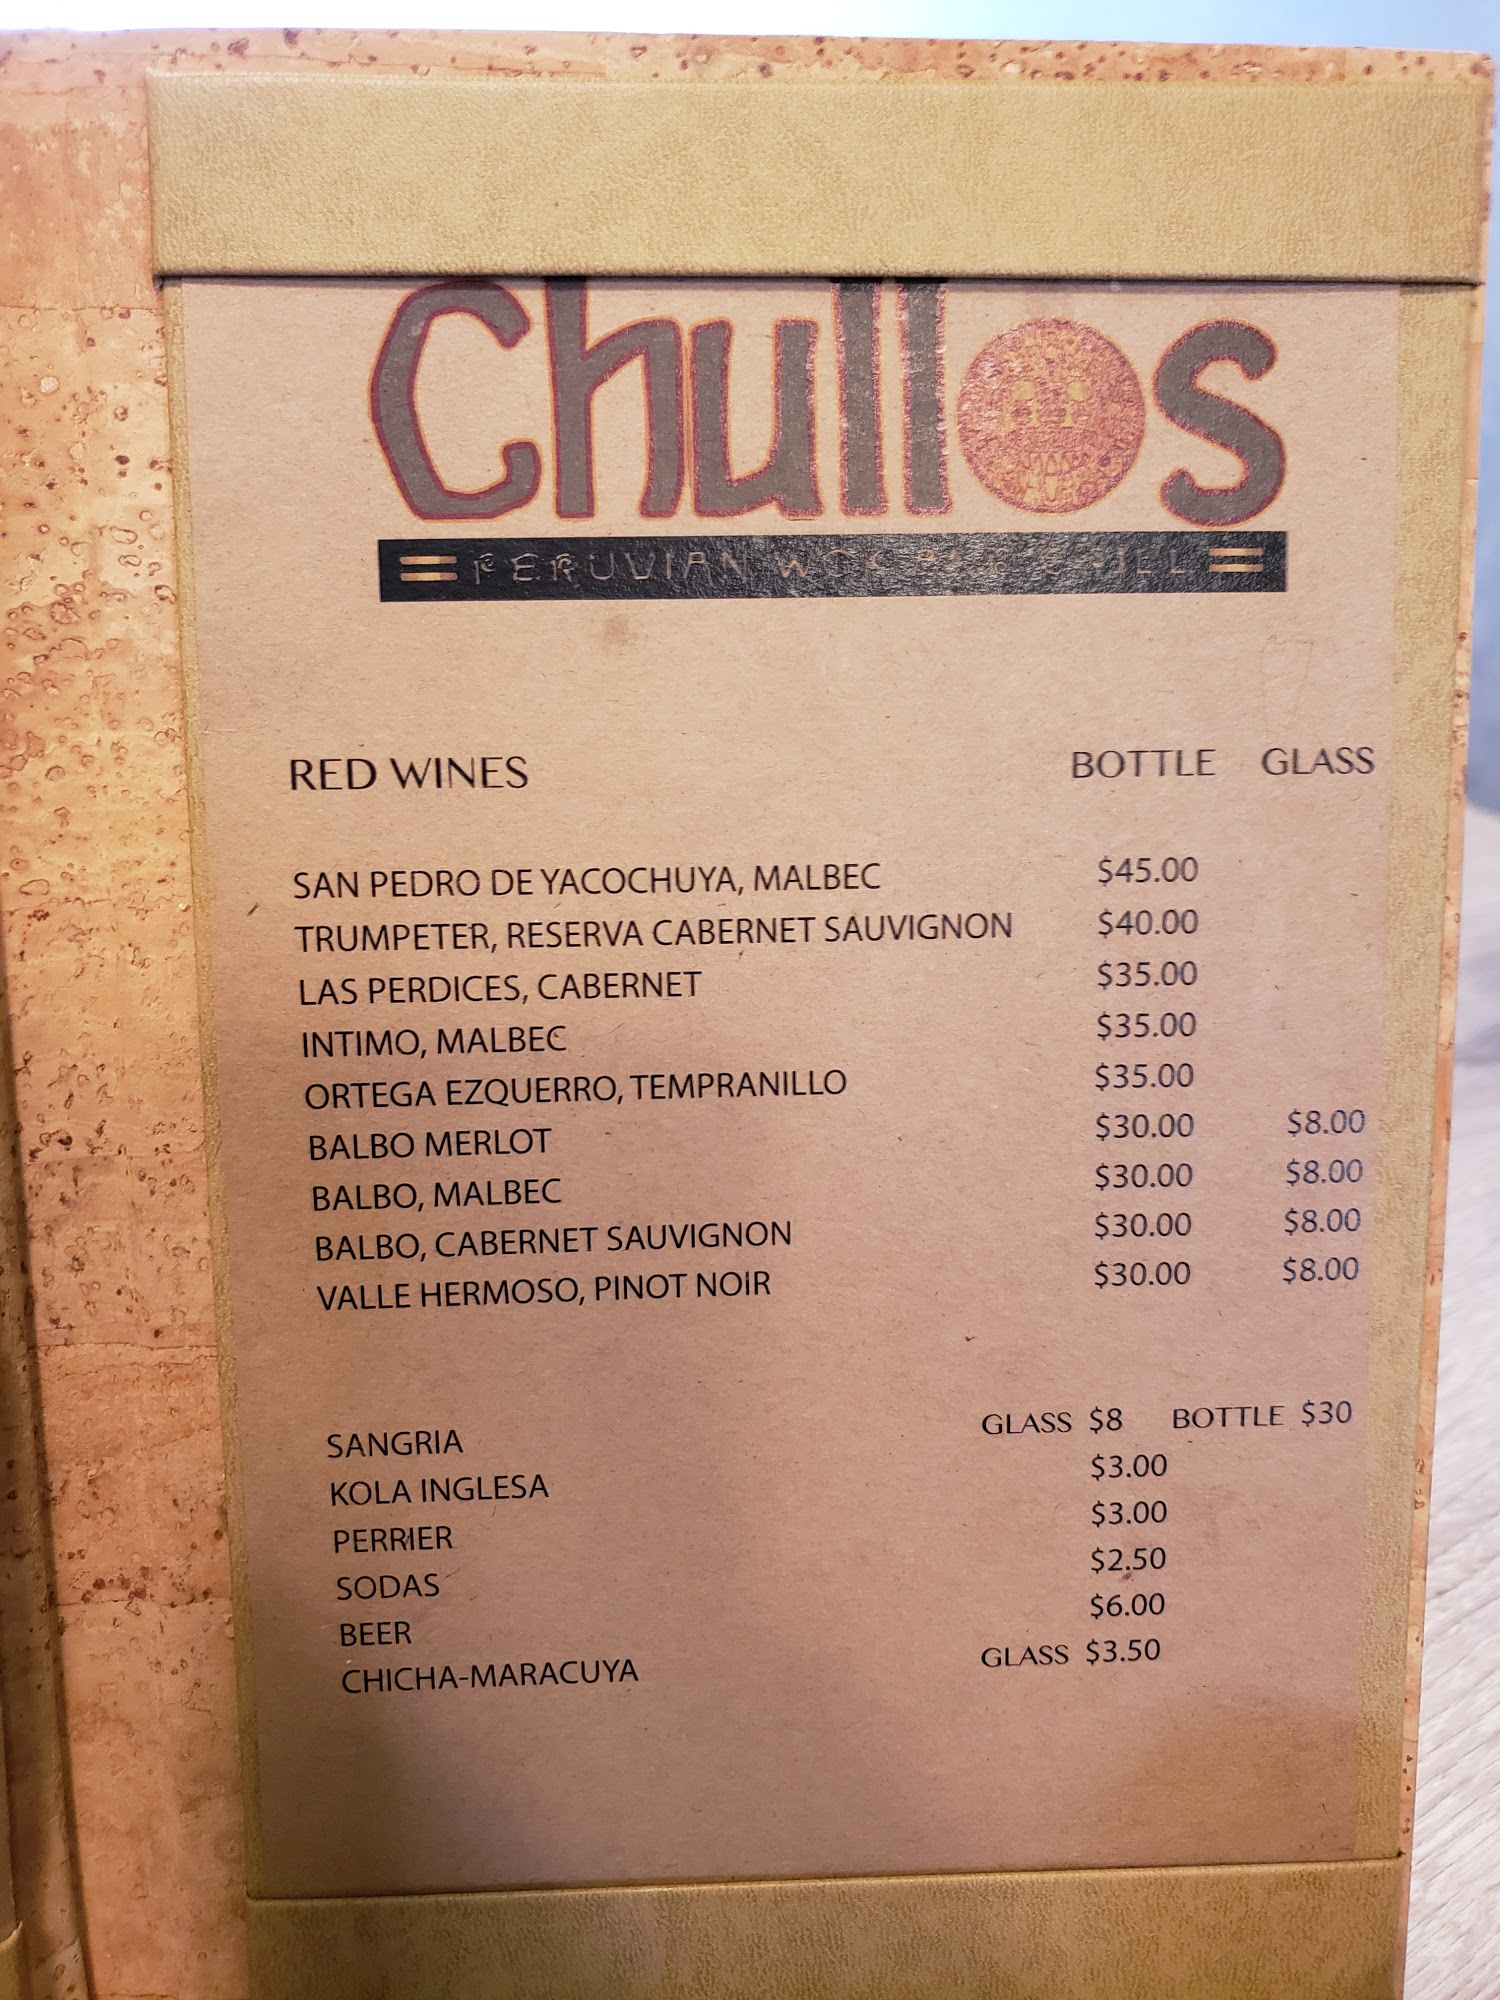 Chullos
PERUVIAN WOK AND GRILL
RED WINES BOTTLE GLASS
SAN PEDRO DE YACOCHUYA, MALBEC $45.00
TRUMPETER, RESERVA CABERNET SAUVIGNON $40.00
LAS PERDICES, CABERNET $35.00
INTIMO, MALBEC $35.00
ORTEGA EZQUERRO, TEMPRANILLO $35.00
BALBO MERLOT $30.00 $8.00
BALBO, MALBEC $30.00 $8.00
BALBO, CABERNET SAUVIGNON $30.00 $8.00
VALLE HERMOSO, PINOT NOIR $30.00 $8.00
SANGRIA GLASS $8 BOTTLE $30
KOLA INGLESA $3.00
PERRIER $3.00
SODAS $2.50
BEER $6.00
CHICHA-MARACUYA GLASS $3.50